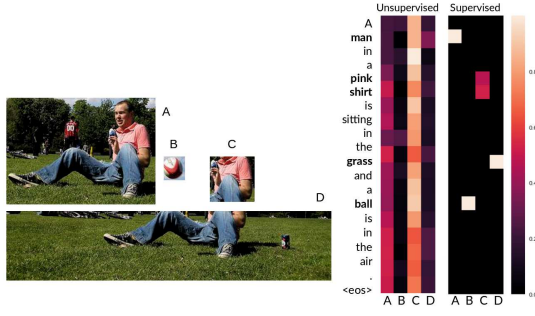 Unsupervised Supervised
A
man
in
a
pink
shirt
is
sitting
in
the
grass
and
a
ball
is
in
the
air
.
<eos>
A B C D A B C D
A
B C
D